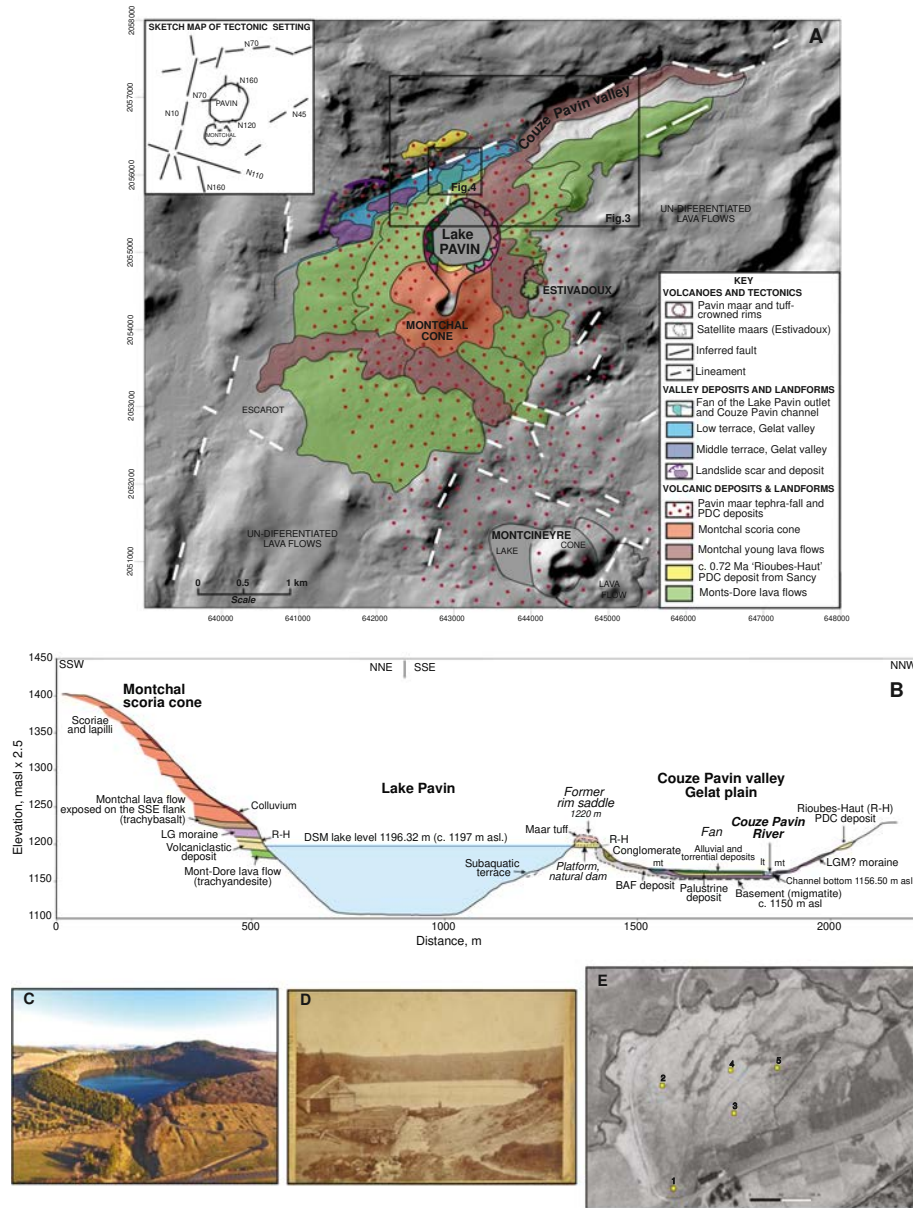 A
SKETCH MAP OF TECTONIC SETTING
N70
N160
N70
PAVIN
N10
N120
N45
MONTCHAL
N110
N160
2058000
2057000
2056000
2055000
2054000
2053000
2052000
2051000
Couze Pavin valley
Fig.4
Fig.3
UN-DIFERENTIATED
LAVA FLOWS
Lake
PAVIN
ESTIVADOUX
MONTCHAL
CONE
ESCAROT
UN-DIFERENTIATED
LAVA FLOWS
MONTCINEYRE
LAKE
CONE
LAVA
FLOW
0 0.5 1 km
Scale
640000 641000 642000 643000 644000 645000 646000 647000 648000
KEY
VOLCANOES AND TECTONICS
Pavin maar and tuff-
crowned rims
Satellite maars (Estivadoux)
Inferred fault
Lineament
VALLEY DEPOSITS AND LANDFORMS
Fan of the Lake Pavin outlet
and Couze Pavin channel
Low terrace, Gelat valley
Middle terrace, Gelat valley
Landslide scar and deposit
VOLCANIC DEPOSITS & LANDFORMS
Pavin maar tephra-fall and
PDC deposits
Montchal scoria cone
Montchal young lava flows
c. 0.72 Ma 'Rioubes-Haut'
PDC deposit from Sancy
Monts-Dore lava flows
B
SSW
NNE
SSE
NNW
Elevation, masl x 2.5
1450
1400
1350
1300
1250
1200
1150
1100
Montchal
scoria cone
Scoriae
and lapilli
Montchal lava flow
exposed on the SSE flank
(trachybasalt)
LG moraine
Volcaniclastic
deposit
Mont-Dore lava flow
(trachyandesite)
Colluvium
R-H
Lake Pavin
DSM lake level 1196.32 m (c. 1197 m asl.)
Subaquatic
terrace
Former
rim saddle
1220 m
Maar tuff
R-H
Conglomerate
Platform,
natural dam
BAF deposit
Couze Pavin valley
Gelat plain
Fan
Couze Pavin
River
Rioubes-Haut (R-H)
PDC deposit
Alluvial and
torrential deposits
mt
lt
mt
LGM? moraine
Channel bottom 1156.50 m asl
Palustrine
deposit
Basement (migmatite)
c. 1150 m asl
0 500 1000 1500 2000
Distance, m
C
D
E
1
2
3
4
5